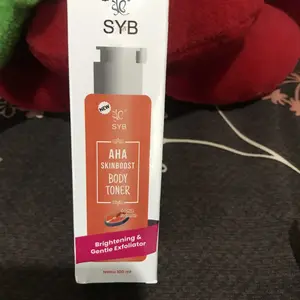 SYB
NEW
SYB
AHA
SKINBOOST
BODY
TONER
Brightening &
Gentle Exfoliator